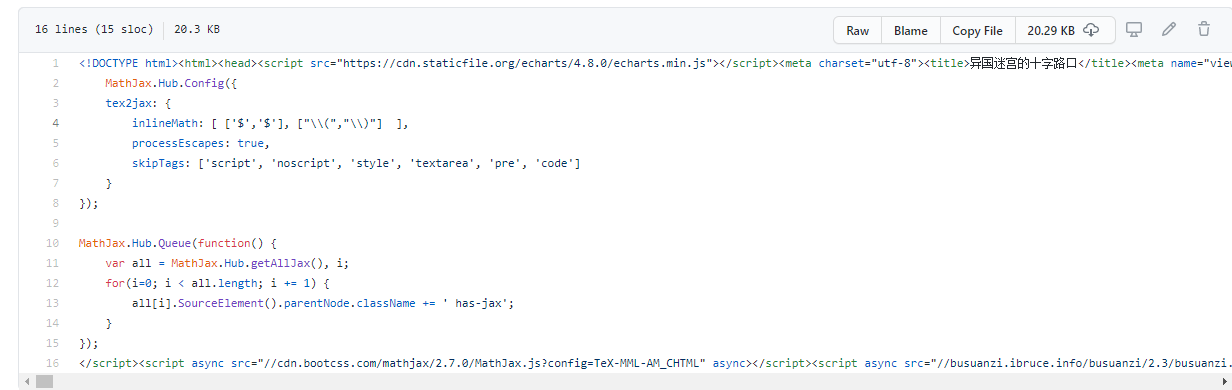 16 lines (15 sloc) 20.3 KB Raw Blame Copy File 20.29 KB
1 <!DOCTYPE html><html><head><script src="https://cdn.staticfile.org/echarts/4.8.0/echarts.min.js"></script><meta charset="utf-8"><title>异国迷宫的十字路口</title><meta name="view
2 MathJax.Hub.Config({
3 tex2jax: {
4 inlineMath: [ ['$','$'], ["\\(","\\)"] ],
5 processEscapes: true,
6 skipTags: ['script', 'noscript', 'style', 'textarea', 'pre', 'code']
7 }
8 });
9
10 MathJax.Hub.Queue(function() {
11 var all = MathJax.Hub.getAllJax(), i;
12 for(i=0; i < all.length; i += 1) {
13 all[i].SourceElement().parentNode.className += ' has-jax';
14 }
15 });
16 </script><script async src="//cdn.bootcss.com/mathjax/2.7.0/MathJax.js?config=TeX-MML-AM_CHTML" async></script><script async src="//busuanzi.ibruce.info/busuanzi/2.3/busuanzi.